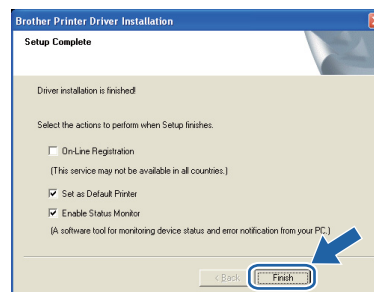 Brother Printer Driver Installation
Setup Complete
Driver installation is finished!
Select the actions to perform when Setup finishes.
On-Line Registration
(This service may not be available in all countries.)
Set as Default Printer
Enable Status Monitor
(A software tool for monitoring device status and error notification from your PC.)
< Back Finish